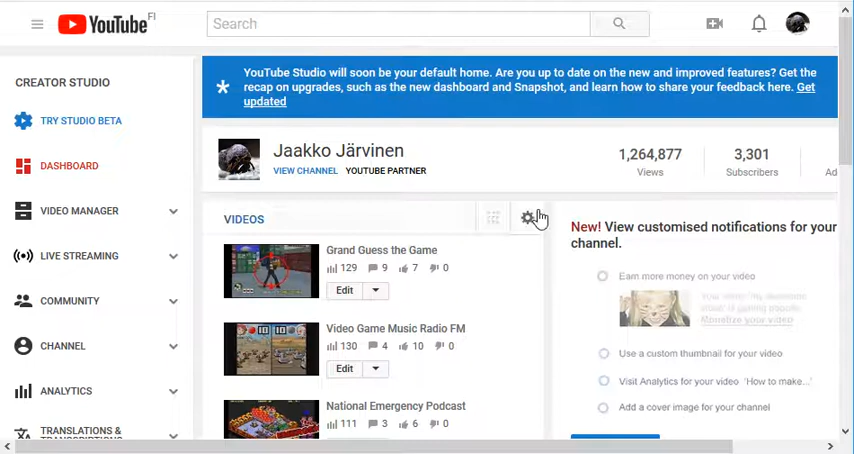 YouTube FI
Search
CREATOR STUDIO
TRY STUDIO BETA
DASHBOARD
VIDEO MANAGER
LIVE STREAMING
COMMUNITY
CHANNEL
ANALYTICS
TRANSLATIONS &
TRANSCRIPTIONS
YouTube Studio will soon be your default home. Are you up to date on the new and improved features? Get the
recap on upgrades, such as the new dashboard and Snapshot, and learn how to share your feedback here. Get
updated
Jaakko Järvinen
VIEW CHANNEL YOUTUBE PARTNER
1,264,877
Views
3,301
Subscribers
VIDEOS
Grand Guess the Game
129 9 7 0
Edit
Video Game Music Radio FM
130 4 10 0
Edit
National Emergency Podcast
111 3 6 0
New! View customised notifications for your
channel.
Earn more money on your video
Monetize your video
Use a custom thumbnail for your video
Visit Analytics for your video 'How to make...'
Add a cover image for your channel